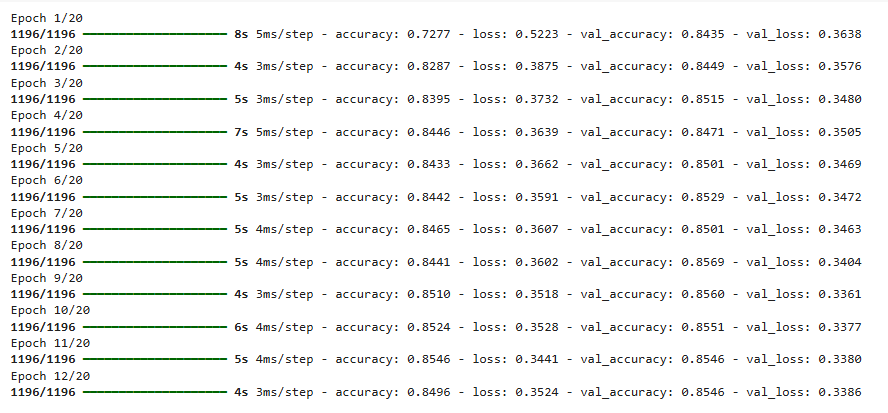 Epoch 1/20
1196/1196 ━━━━━━━━━━━━━━━━━━━━ 8s 5ms/step - accuracy: 0.7277 - loss: 0.5223 - val_accuracy: 0.8435 - val_loss: 0.3638
Epoch 2/20
1196/1196 ━━━━━━━━━━━━━━━━━━━━ 4s 3ms/step - accuracy: 0.8287 - loss: 0.3875 - val_accuracy: 0.8449 - val_loss: 0.3576
Epoch 3/20
1196/1196 ━━━━━━━━━━━━━━━━━━━━ 5s 3ms/step - accuracy: 0.8395 - loss: 0.3732 - val_accuracy: 0.8515 - val_loss: 0.3480
Epoch 4/20
1196/1196 ━━━━━━━━━━━━━━━━━━━━ 7s 5ms/step - accuracy: 0.8446 - loss: 0.3639 - val_accuracy: 0.8471 - val_loss: 0.3505
Epoch 5/20
1196/1196 ━━━━━━━━━━━━━━━━━━━━ 4s 3ms/step - accuracy: 0.8433 - loss: 0.3662 - val_accuracy: 0.8501 - val_loss: 0.3469
Epoch 6/20
1196/1196 ━━━━━━━━━━━━━━━━━━━━ 5s 3ms/step - accuracy: 0.8442 - loss: 0.3591 - val_accuracy: 0.8529 - val_loss: 0.3472
Epoch 7/20
1196/1196 ━━━━━━━━━━━━━━━━━━━━ 5s 4ms/step - accuracy: 0.8465 - loss: 0.3607 - val_accuracy: 0.8501 - val_loss: 0.3463
Epoch 8/20
1196/1196 ━━━━━━━━━━━━━━━━━━━━ 5s 4ms/step - accuracy: 0.8441 - loss: 0.3602 - val_accuracy: 0.8569 - val_loss: 0.3404
Epoch 9/20
1196/1196 ━━━━━━━━━━━━━━━━━━━━ 4s 3ms/step - accuracy: 0.8510 - loss: 0.3518 - val_accuracy: 0.8560 - val_loss: 0.3361
Epoch 10/20
1196/1196 ━━━━━━━━━━━━━━━━━━━━ 6s 4ms/step - accuracy: 0.8524 - loss: 0.3528 - val_accuracy: 0.8551 - val_loss: 0.3377
Epoch 11/20
1196/1196 ━━━━━━━━━━━━━━━━━━━━ 5s 4ms/step - accuracy: 0.8546 - loss: 0.3441 - val_accuracy: 0.8546 - val_loss: 0.3380
Epoch 12/20
1196/1196 ━━━━━━━━━━━━━━━━━━━━ 4s 3ms/step - accuracy: 0.8496 - loss: 0.3524 - val_accuracy: 0.8546 - val_loss: 0.3386